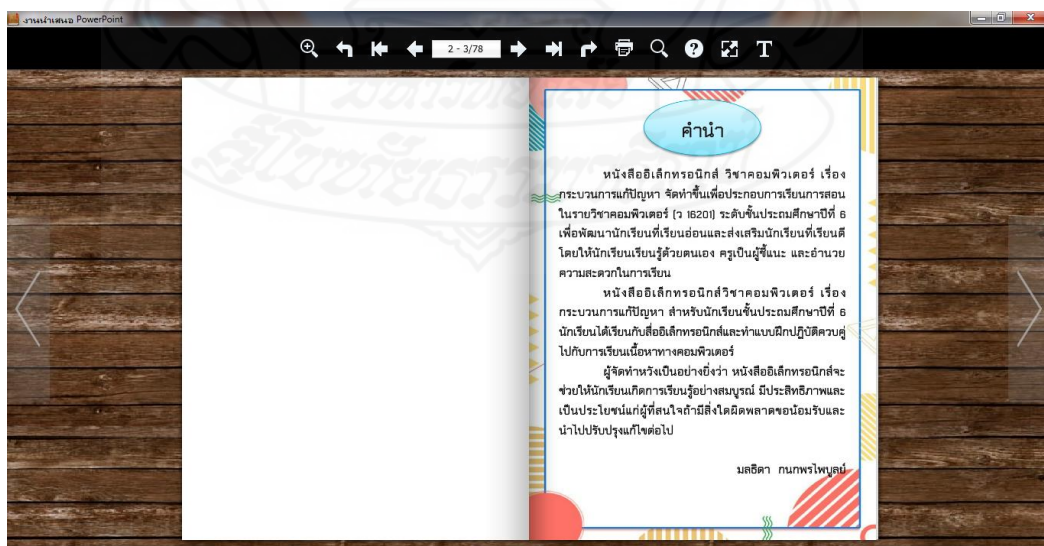 งานนำเสนอ PowerPoint
2 - 3/78
T
คำนำ
หนังสืออิเล็กทรอนิกส์ วิชาคอมพิวเตอร์ เรื่อง
กระบวนการแก้ปัญหา จัดทำขึ้นเพื่อประกอบการเรียนการสอน
ในรายวิชาคอมพิวเตอร์ (ว 16201) ระดับชั้นประถมศึกษาปีที่ 6
เพื่อพัฒนานักเรียนที่เรียนอ่อนและส่งเสริมนักเรียนที่เรียนดี
โดยให้นักเรียนเรียนรู้ด้วยตนเอง ครูเป็นผู้ชี้แนะ และอำนวย
ความสะดวกในการเรียน
หนังสืออิเล็กทรอนิกส์วิชาคอมพิวเตอร์ เรื่อง
กระบวนการแก้ปัญหา สำหรับนักเรียนชั้นประถมศึกษาปีที่ 6
นักเรียนได้เรียนกับสื่ออิเล็กทรอนิกส์และทำแบบฝึกปฏิบัติควบคู่
ไปกับการเรียนเนื้อหาทางคอมพิวเตอร์
ผู้จัดทำหวังเป็นอย่างยิ่งว่า หนังสืออิเล็กทรอนิกส์จะ
ช่วยให้นักเรียนเกิดการเรียนรู้อย่างสมบูรณ์ มีประสิทธิภาพและ
เป็นประโยชน์แก่ผู้ที่สนใจถ้ามีสิ่งใดผิดพลาดขอน้อมรับและ
นำไปปรับปรุงแก้ไขต่อไป
มลธิดา กนกพรไพบูลย์